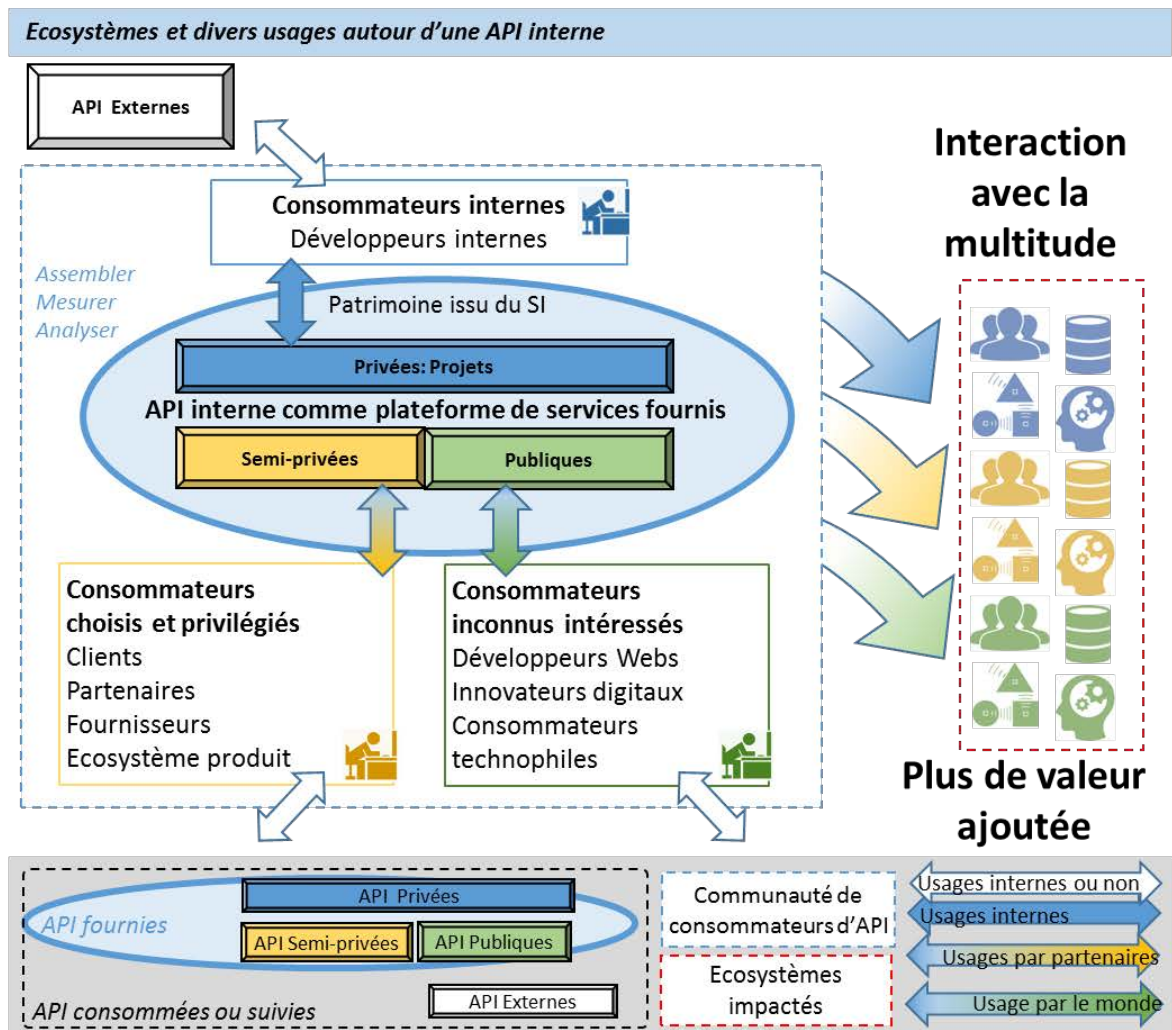 Ecosystèmes et divers usages autour d'une API interne
API Externes
Consommateurs internes
Développeurs internes
Assembler
Mesurer
Analyser
Patrimoine issu du SI
Privées: Projets
API interne comme plateforme de services fournis
Semi-privées
Publiques
Consommateurs
choisis et privilégiés
Clients
Partenaires
Fournisseurs
Ecosystème produit
Consommateurs
inconnus intéressés
Développeurs Webs
Innovateurs digitaux
Consommateurs
technophiles
Interaction
avec la
multitude
Plus de valeur
ajoutée
API Privées
API fournies
API Semi-privées
API Publiques
API Externes
API consommées ou suivies
Communauté de
consommateurs d'API
Ecosystèmes
impactés
Usages internes ou non
Usages internes
Usages par partenaires
Usage par le monde